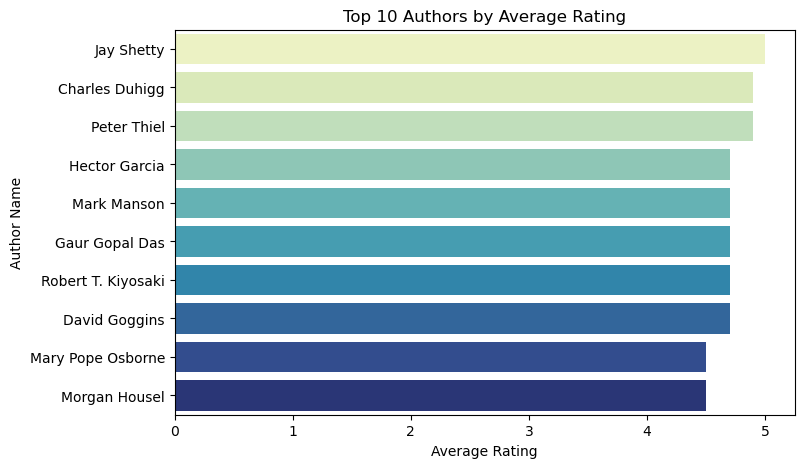 Top 10 Authors by Average Rating
Author Name
Jay Shetty
Charles Duhigg
Peter Thiel
Hector Garcia
Mark Manson
Gaur Gopal Das
Robert T. Kiyosaki
David Goggins
Mary Pope Osborne
Morgan Housel
0 1 2 3 4 5
Average Rating